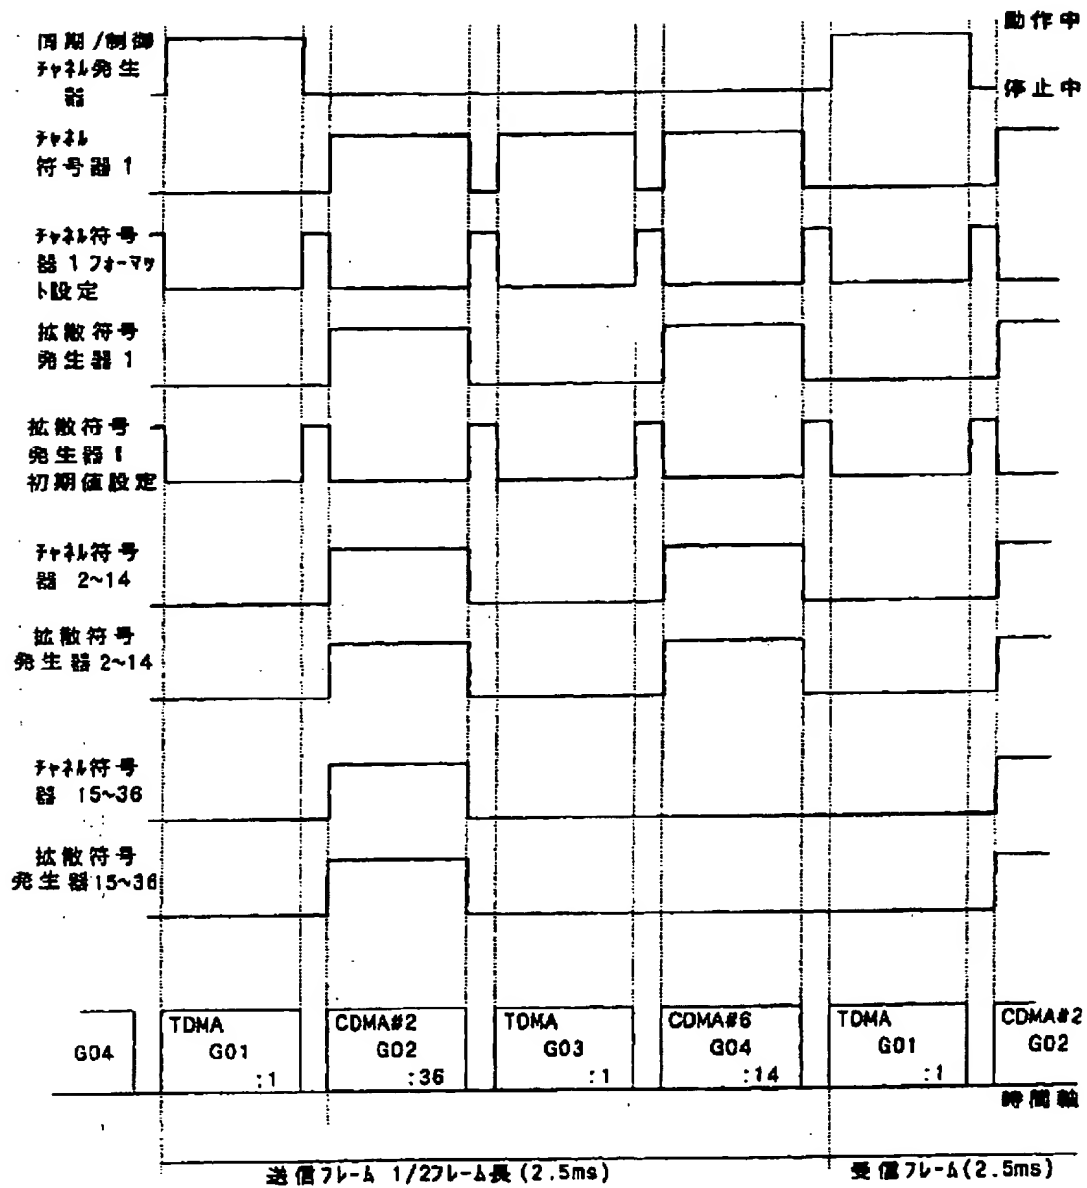 動作中
同期/制御
チャネル発生
器
停止中
チャネル
符号器 1
チャネル符号
器 1 フォーマッ
ト設定
拡散符号
発生器 1
拡散符号
発生器 1
初期値設定
チャネル符号
器 2~14
拡散符号
発生器 2~14
チャネル符号
器 15~36
拡散符号
発生器15~36
G04
TDMA
G01
:1
CDMA#2
G02
:36
TDMA
G03
:1
CDMA#6
G04
:14
TDMA
G01
:1
CDMA#2
G02
時間軸
送信フレーム 1/2フレーム長 (2.5ms)
受信フレーム(2.5ms)